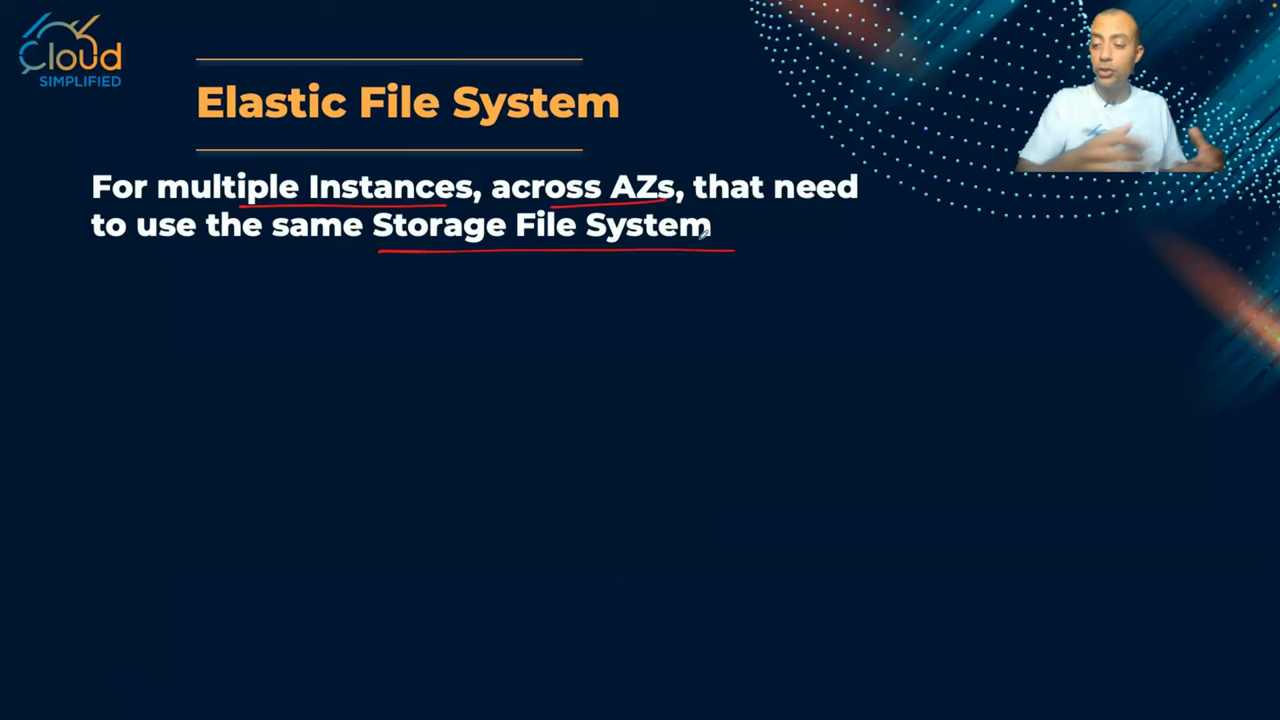 Cloud
SIMPLIFIED
Elastic File System
For multiple Instances, across AZs, that need
to use the same Storage File System